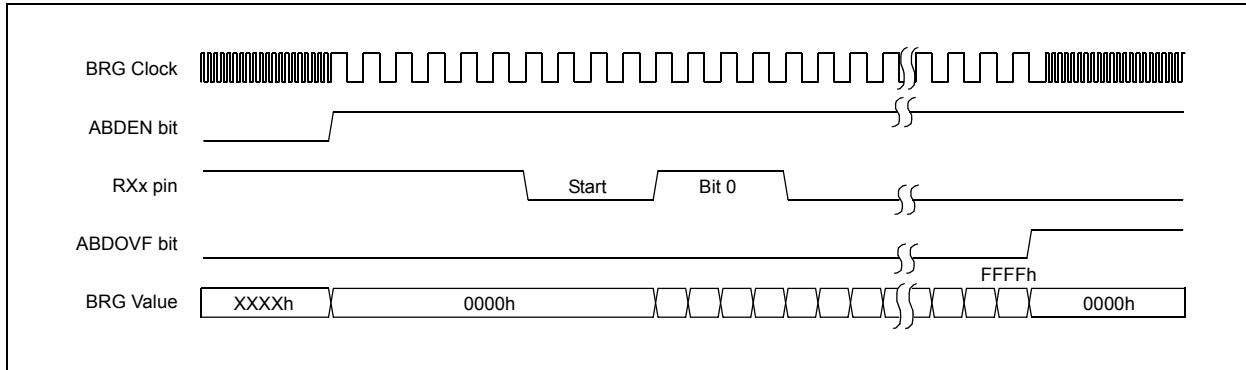 BRG Clock
ABDEN bit
RXx pin
Start
Bit 0
ABDOVF bit
FFFFh
BRG Value
XXXXh
0000h
0000h